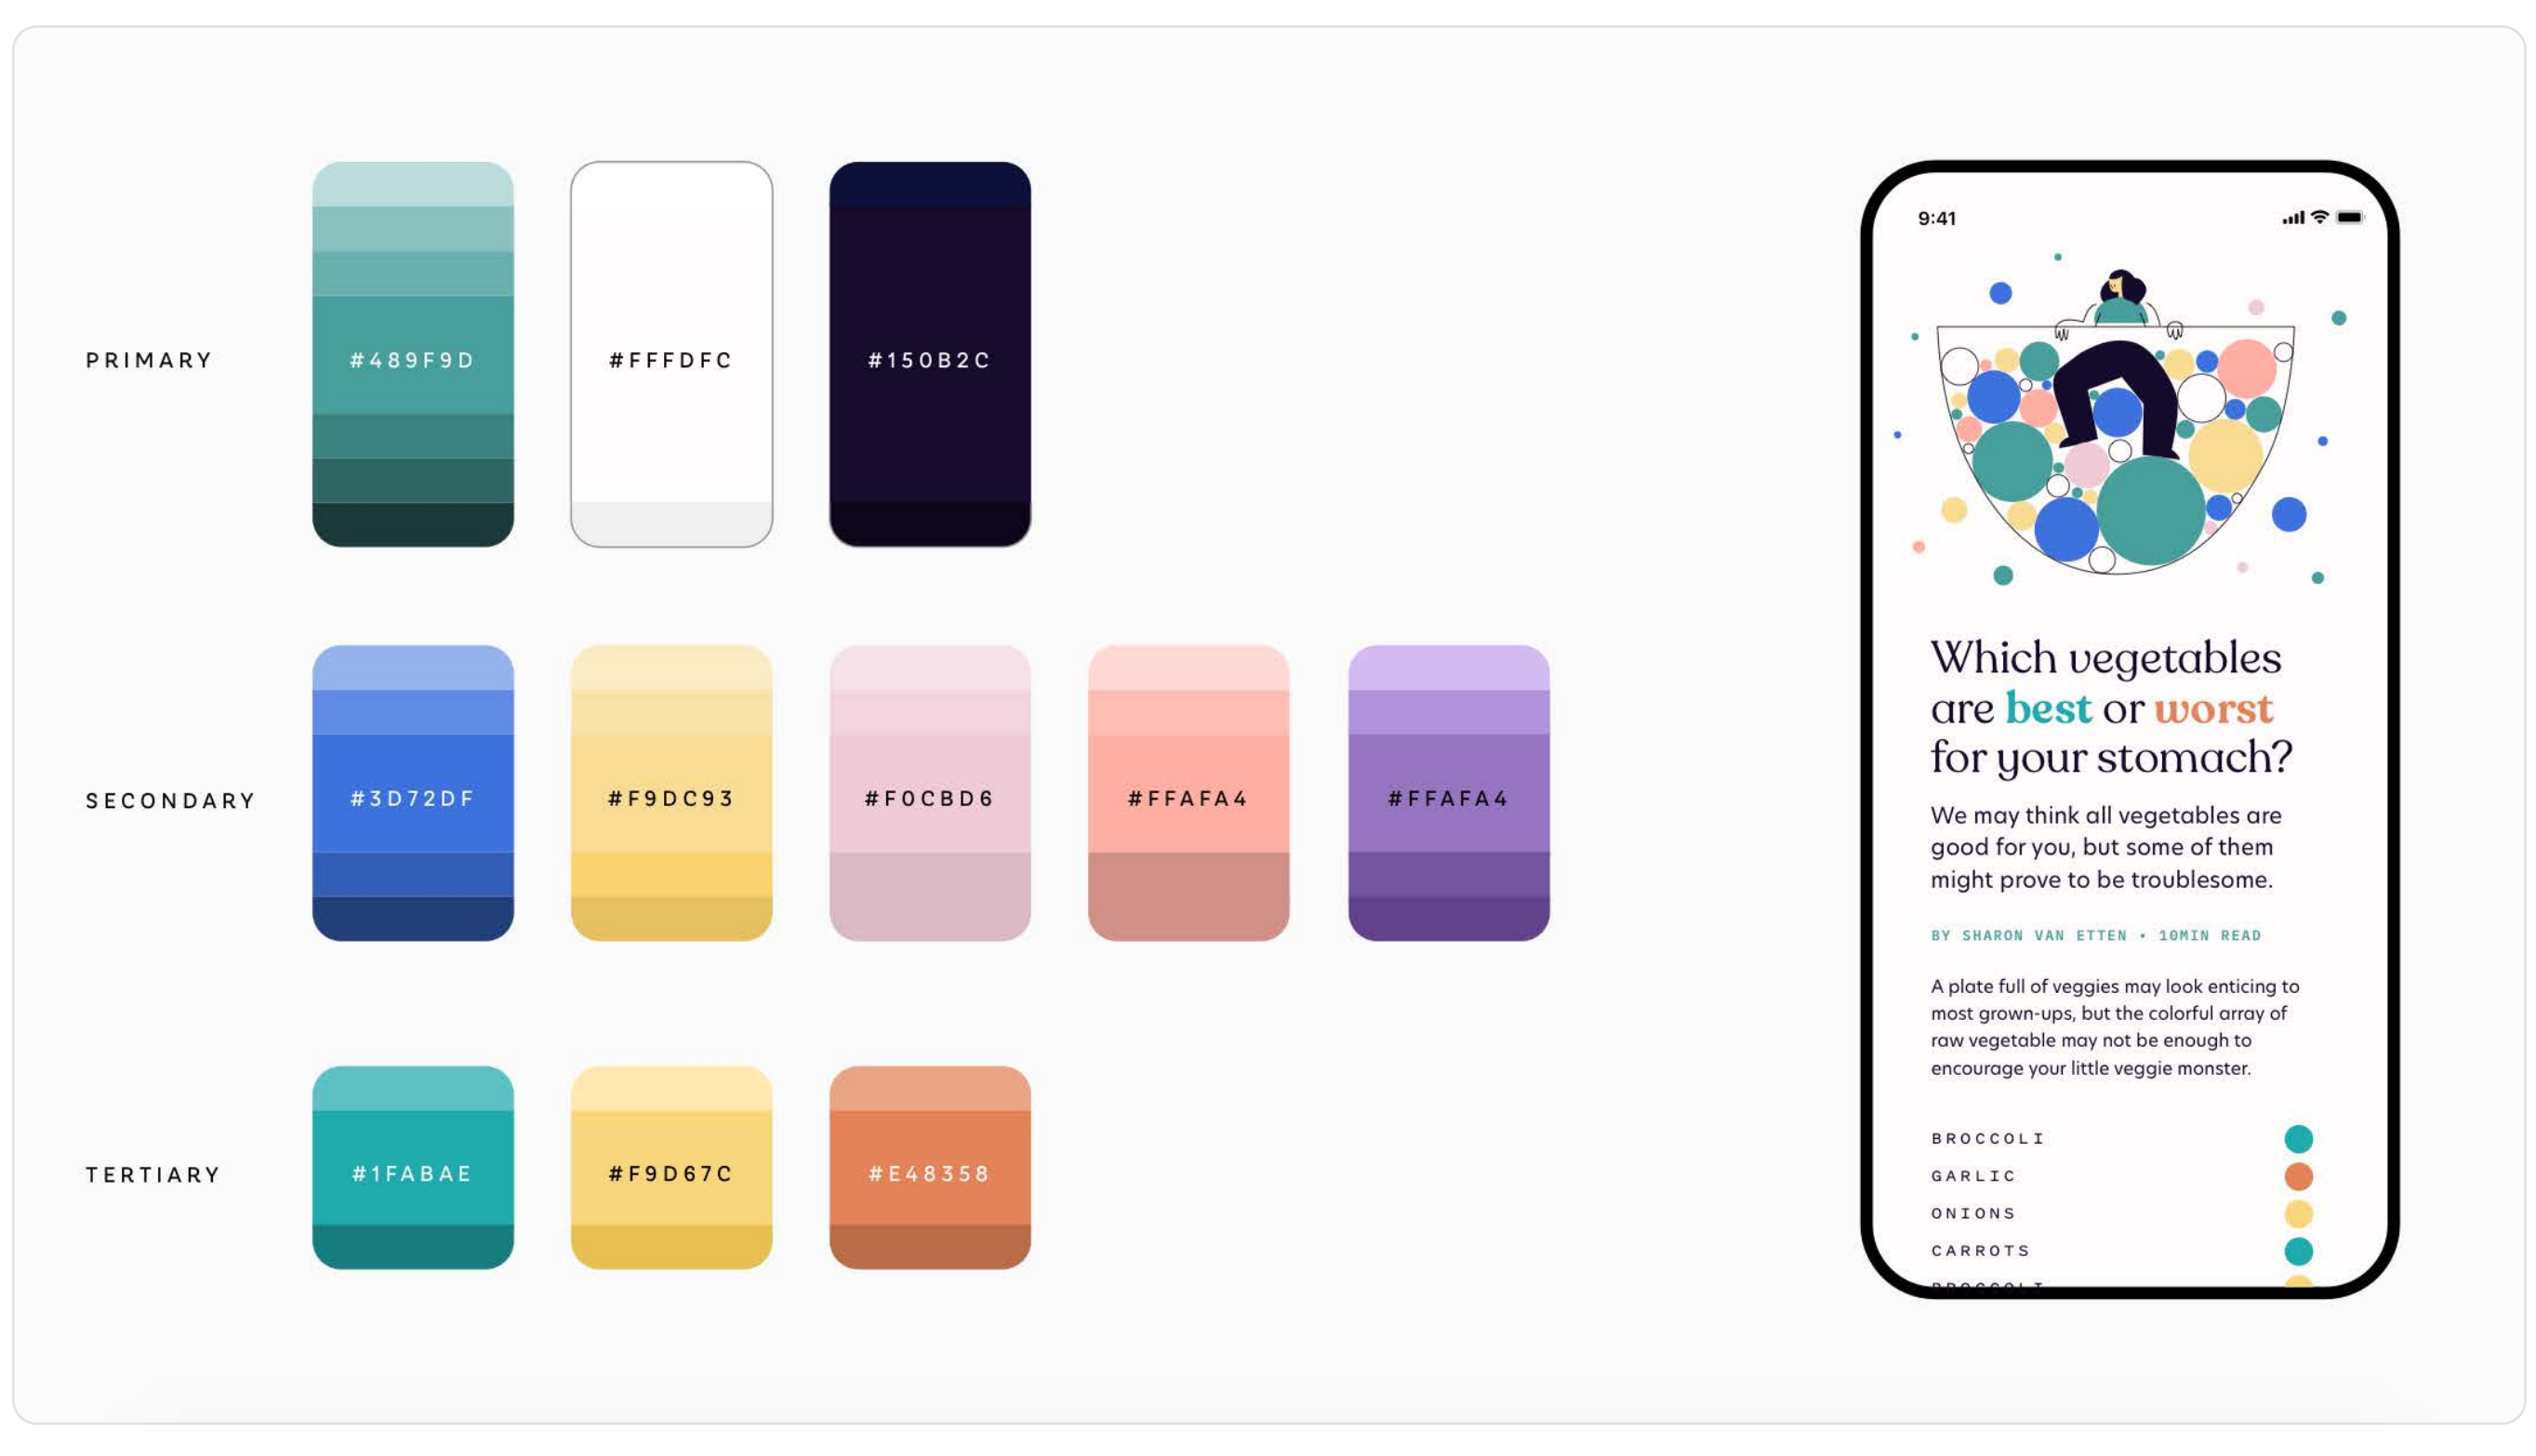 PRIMARY
#489F9D
#FFFDFC
#150B2C
SECONDARY
#3D72DF
#F9DC93
#F0CBD6
#FFAFA4
#FFAFA4
TERTIARY
#1FABAE
#F9D67C
#E48358
9:41
Which vegetables
are best or worst
for your stomach?
We may think all vegetables are
good for you, but some of them
might prove to be troublesome.
BY SHARON VAN ETTEN • 10MIN READ
A plate full of veggies may look enticing to
most grown-ups, but the colorful array of
raw vegetable may not be enough to
encourage your little veggie monster.
BROCCOLI
GARLIC
ONIONS
CARROTS
BROCCOLI